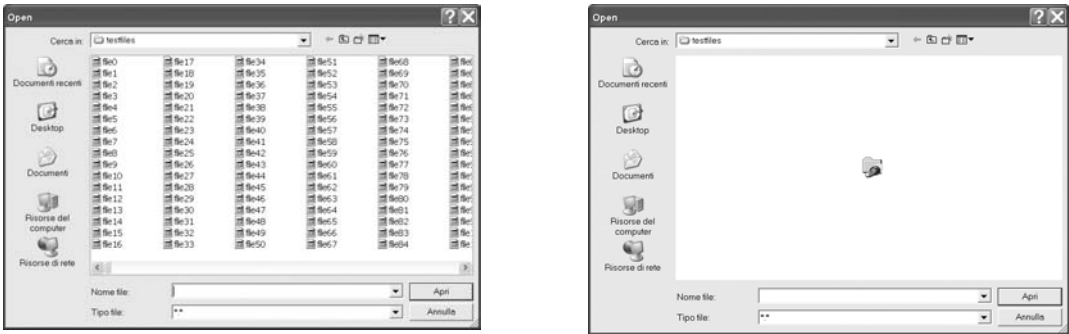 Open
Cerca in: testfiles
Documenti recenti
Desktop
Documenti
Risorse del
computer
Risorse di rete
file0 file17 file34 file51 file68
file1 file18 file35 file52 file69
file2 file19 file36 file53 file70
file3 file20 file37 file54 file71
file4 file21 file38 file55 file72
file5 file22 file39 file56 file73
file6 file23 file40 file57 file74
file7 file24 file41 file58 file75
file8 file25 file42 file59 file76
file9 file26 file43 file60 file77
file10 file27 file44 file61 file78
file11 file28 file45 file62 file79
file12 file29 file46 file63 file80
file13 file30 file47 file64 file81
file14 file31 file48 file65 file82
file15 file32 file49 file66 file83
file16 file33 file50 file67 file84
Nome file: Apri
Tipo file: *.* Annulla
Open
Cerca in: testfiles
Documenti recenti
Desktop
Documenti
Risorse del
computer
Risorse di rete
Nome file: Apri
Tipo file: *.* Annulla